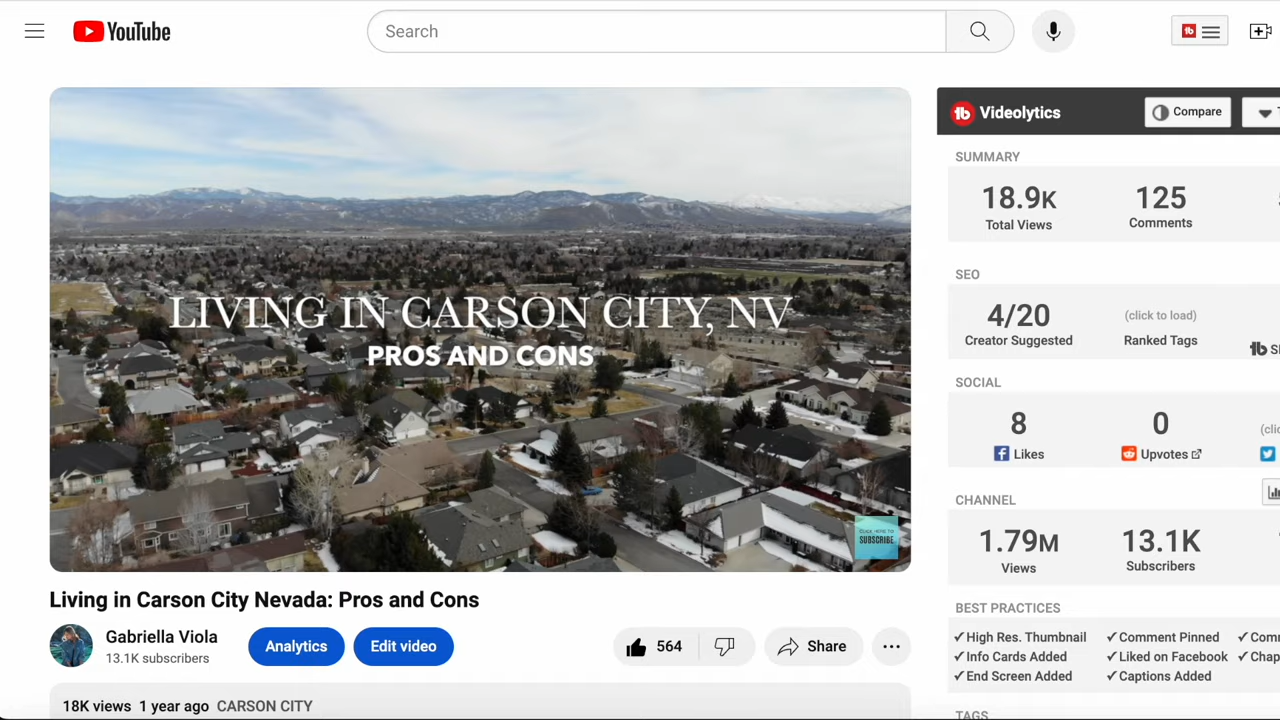 YouTube
Search
LIVING IN CARSON CITY, NV
PROS AND CONS
CLICK HERE TO
SUBSCRIBE
Living in Carson City Nevada: Pros and Cons
Gabriella Viola
13.1K subscribers
Analytics
Edit video
564
Share
18K views 1 year ago CARSON CITY
Videolytics
Compare
SUMMARY
18.9K
Total Views
125
Comments
SEO
4/20
Creator Suggested
(click to load)
Ranked Tags
SOCIAL
8
Likes
0
Upvotes
CHANNEL
1.79M
Views
13.1K
Subscribers
BEST PRACTICES
✓High Res. Thumbnail ✓Comment Pinned
✓Info Cards Added ✓Liked on Facebook
✓End Screen Added ✓Captions Added
TAGS